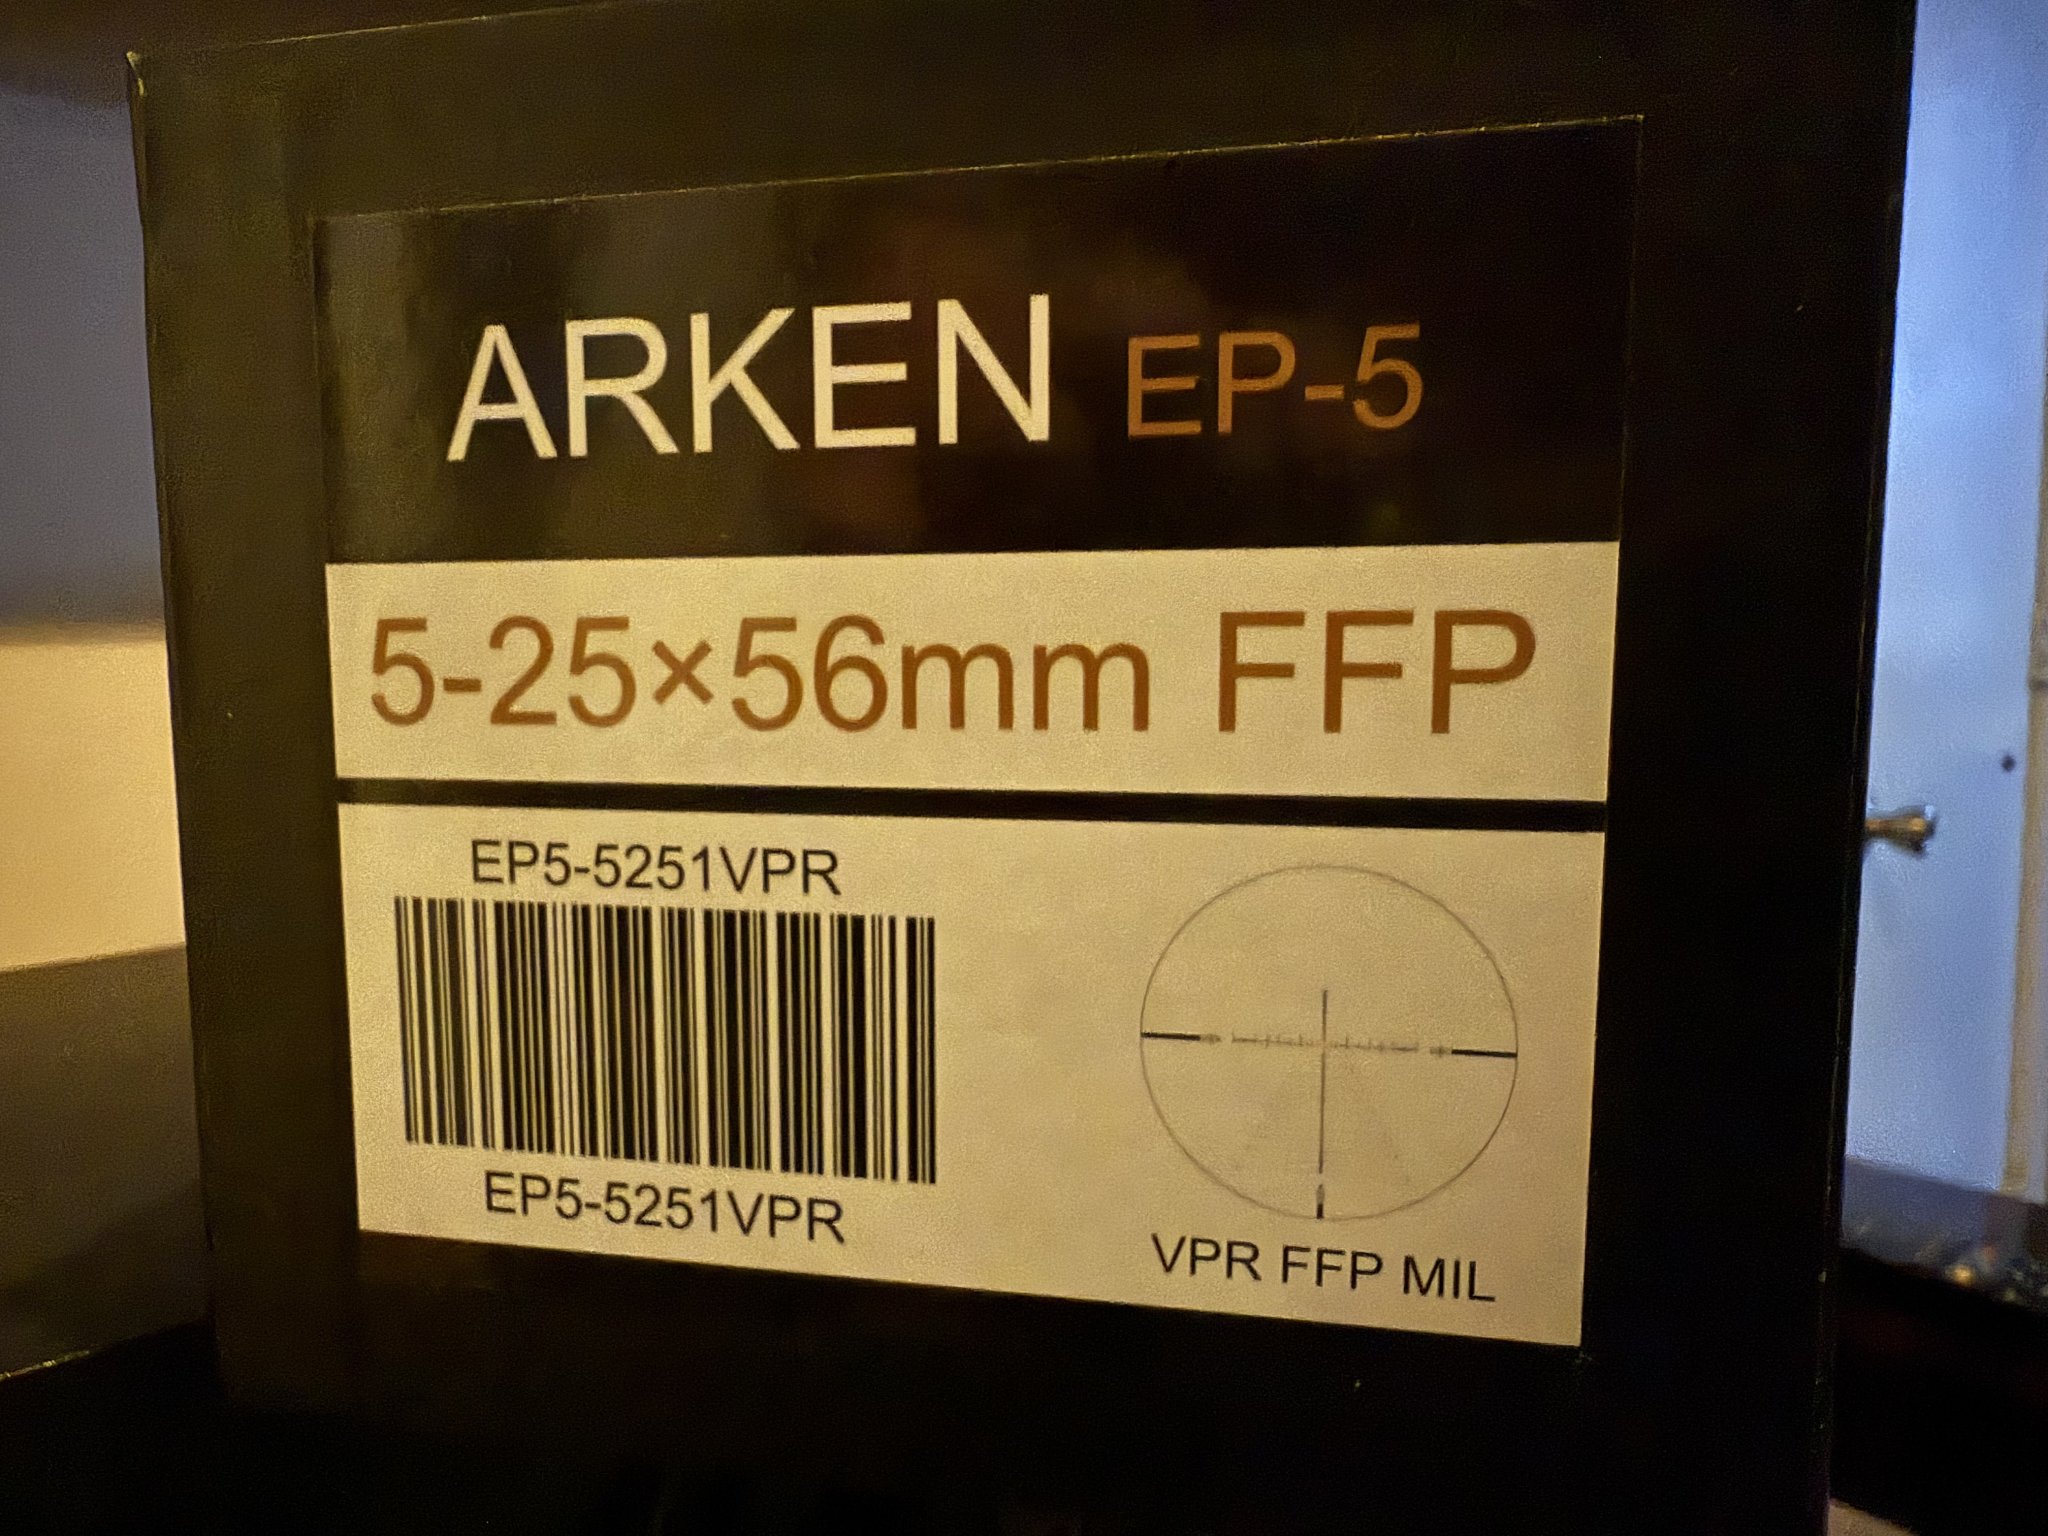 ARKEN EP-5
5-25×56mm FFP
EP5-5251VPR
EP5-5251VPR
VPR FFP MIL